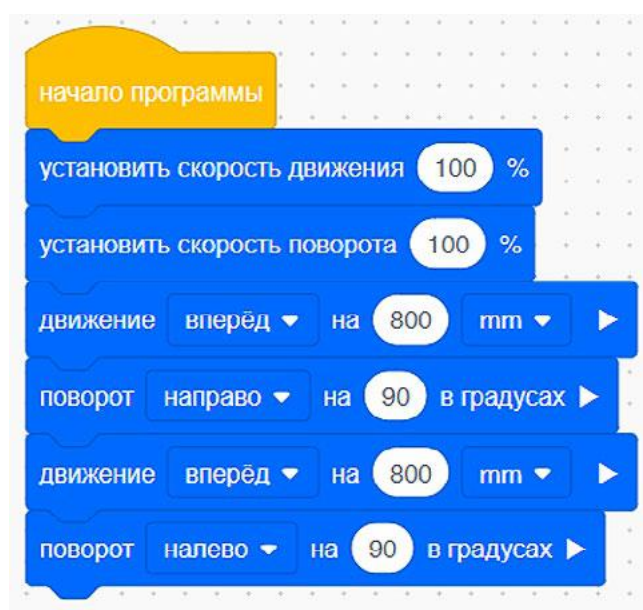 начало программы
установить скорость движения 100 %
установить скорость поворота 100 %
движение вперёд на 800 mm
поворот направо на 90 в градусах
движение вперёд на 800 mm
поворот налево на 90 в градусах